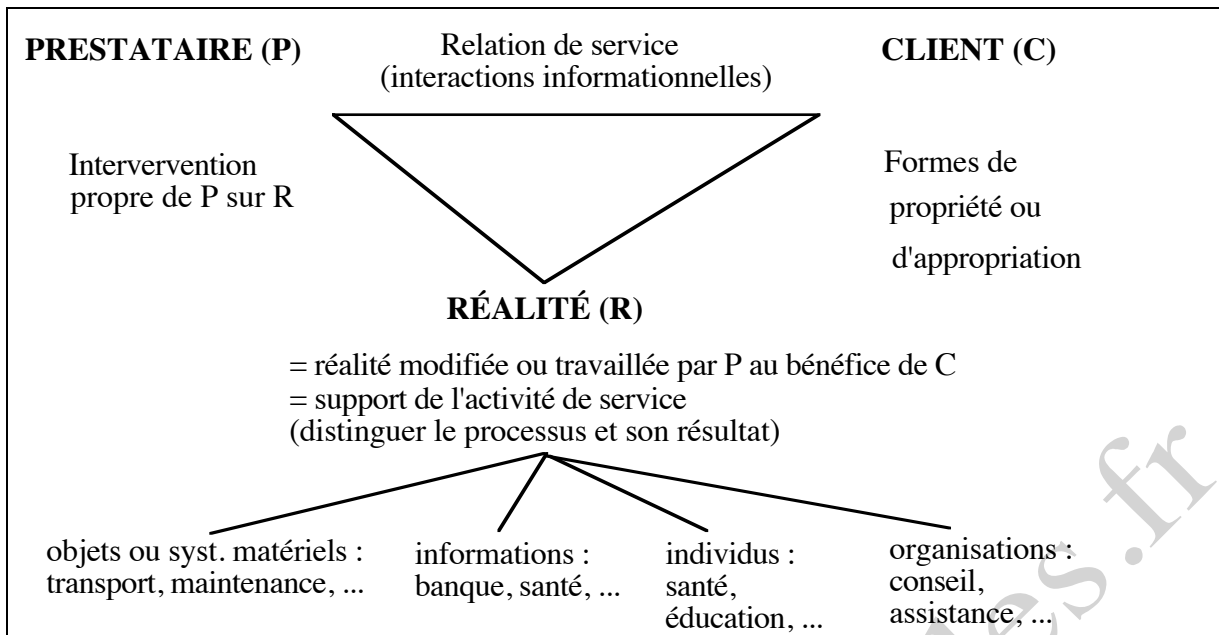 PRESTATAIRE (P)
Relation de service
(interactions informationnelles)
CLIENT (C)
Intervervention
propre de P sur R
Formes de
propriété ou
d'appropriation
RÉALITÉ (R)
= réalité modifiée ou travaillée par P au bénéfice de C
= support de l'activité de service
(distinguer le processus et son résultat)
objets ou syst. matériels :
transport, maintenance, ...
informations :
banque, santé, ...
individus :
santé,
éducation, ...
organisations :
conseil,
assistance, ...